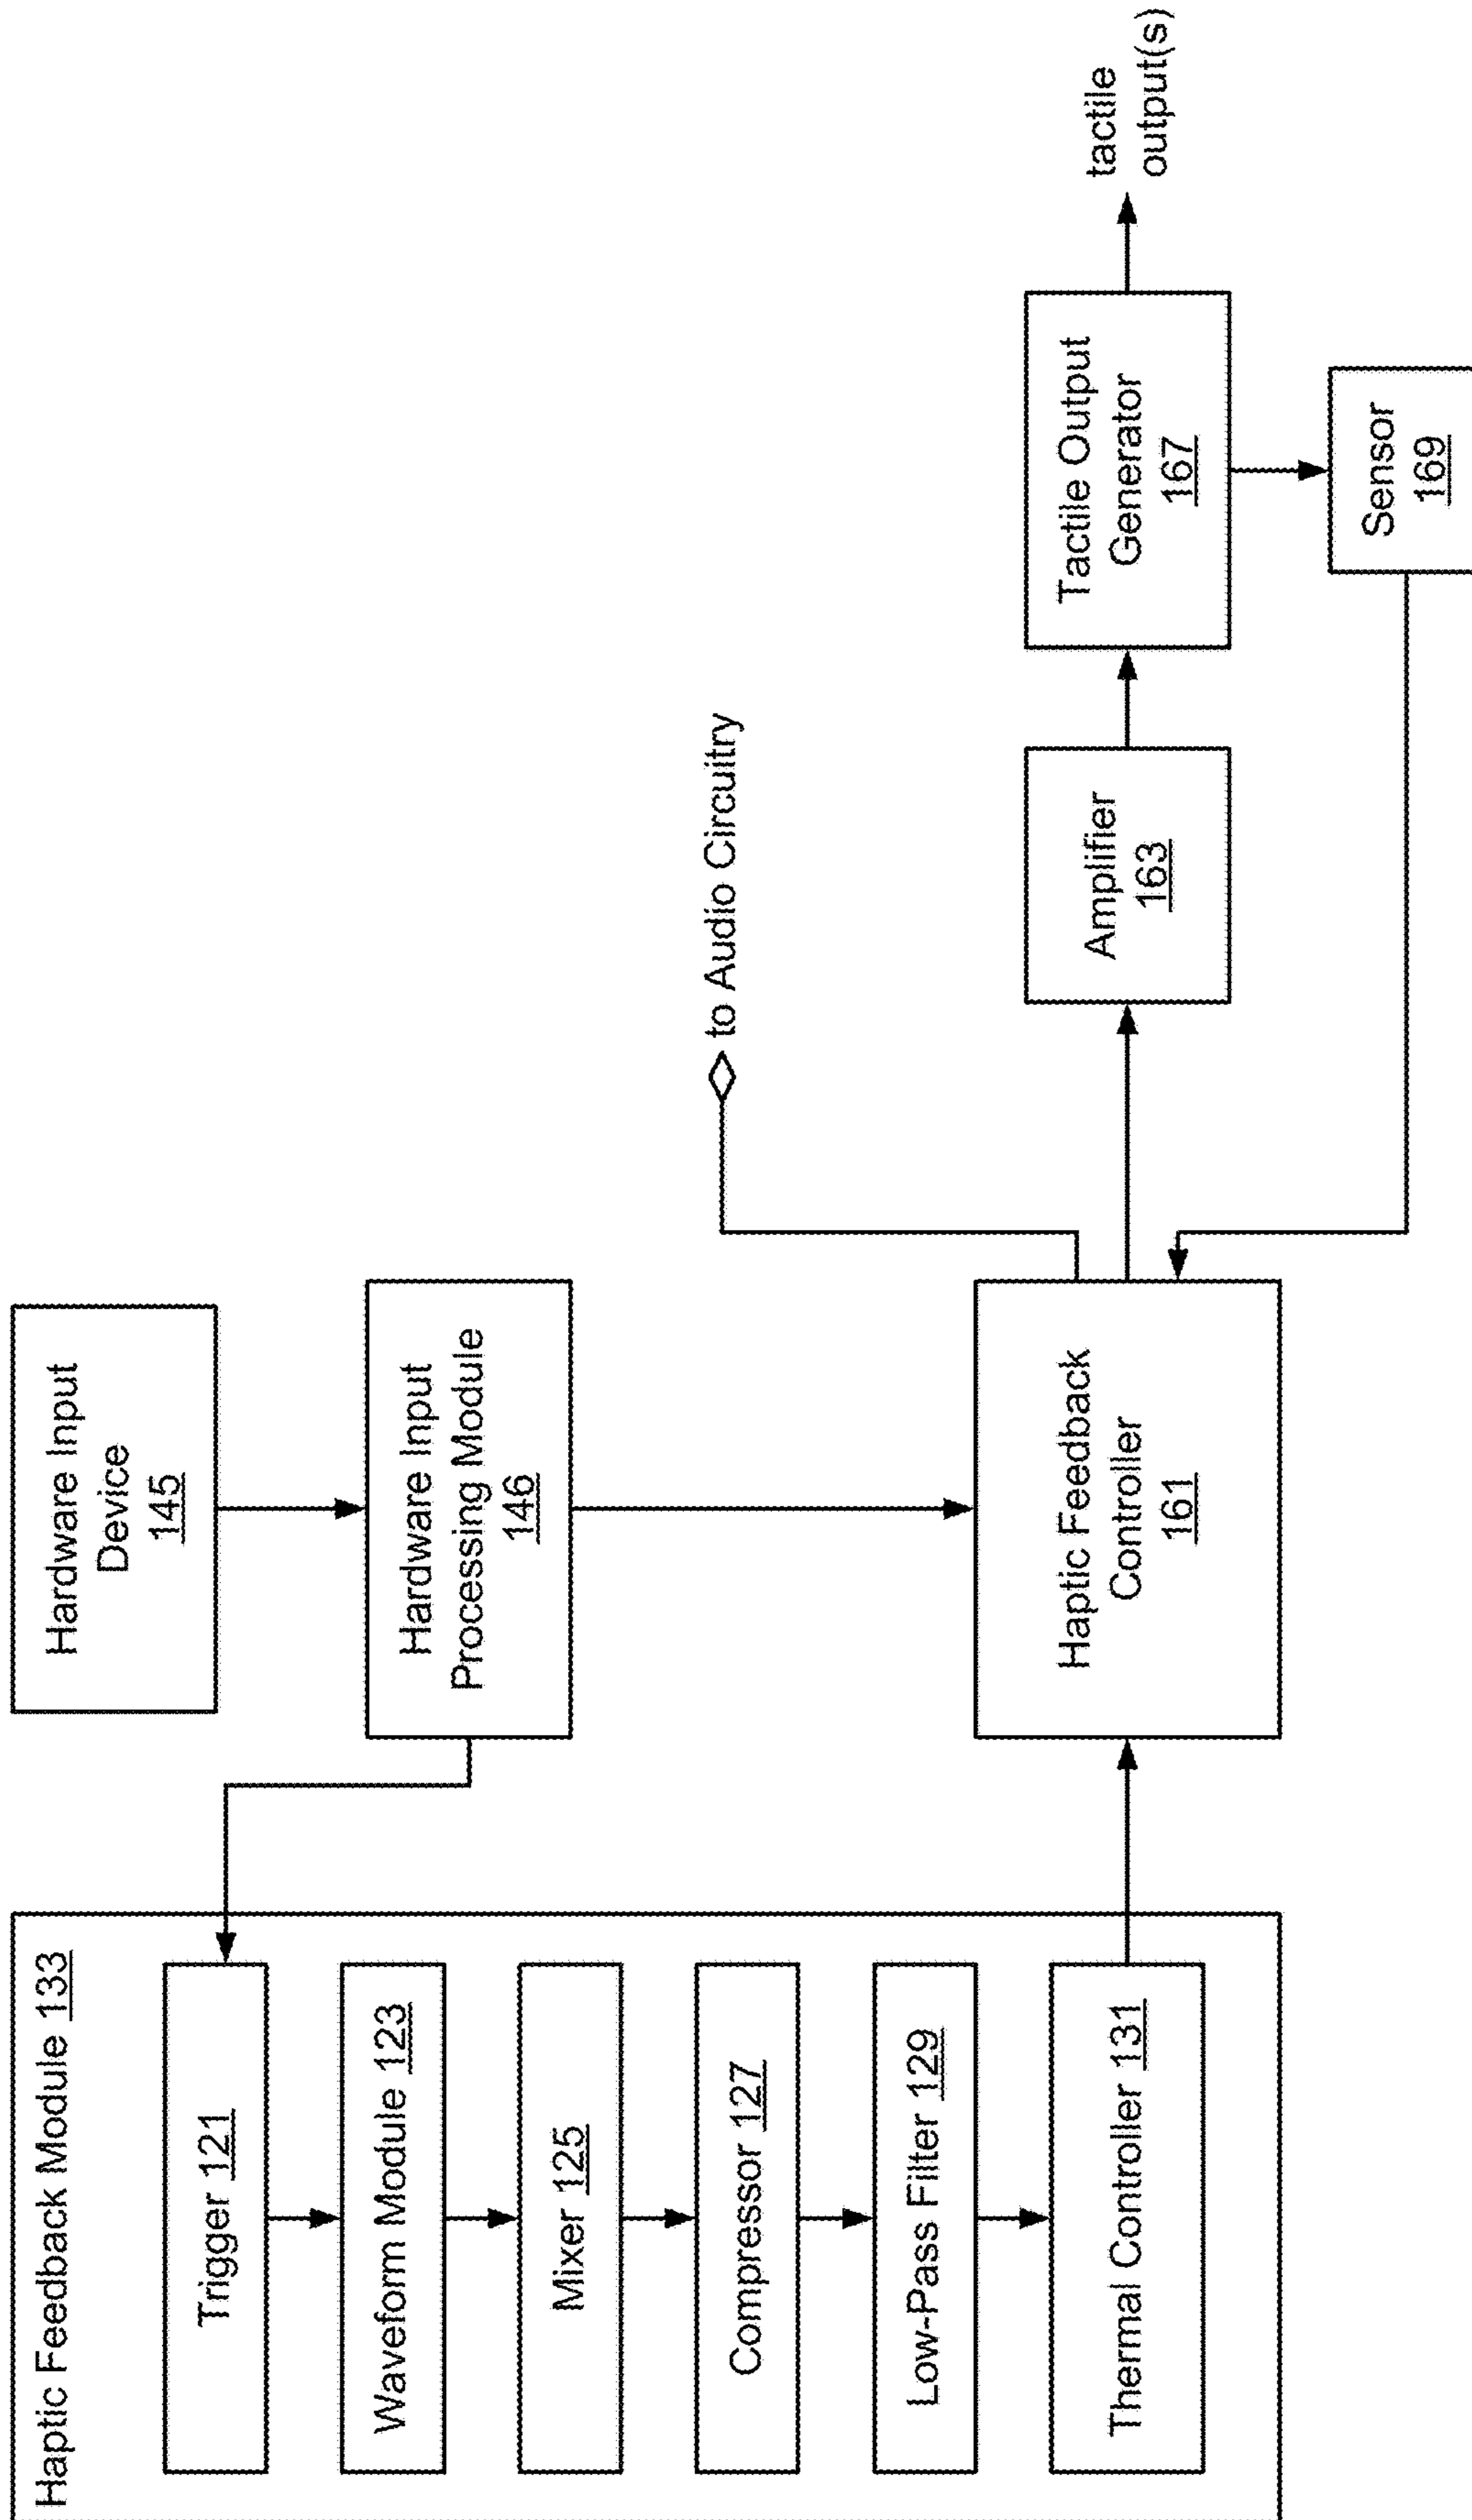 Haptic Feedback Module 133
Trigger 121
Waveform Module 123
Mixer 125
Compressor 127
Low-Pass Filter 129
Thermal Controller 131
Hardware Input
Device
145
Hardware Input
Processing Module
146
Haptic Feedback
Controller
161
to Audio Circuitry
Amplifier
163
Tactile Output
Generator
167
Sensor
169
tactile
output(s)